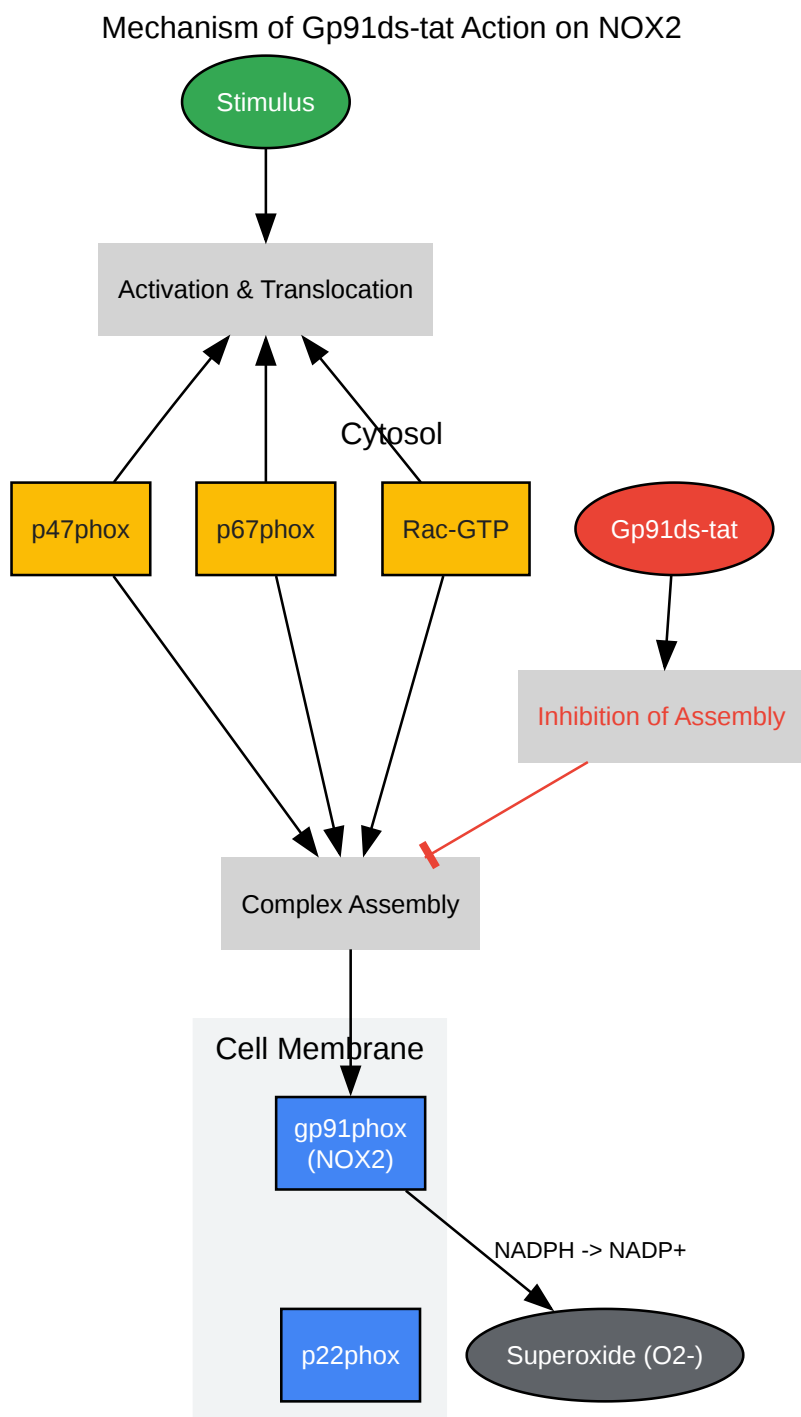 Mechanism of Gp91ds-tat Action on NOX2
Stimulus
Activation & Translocation
Cytosol
p47phox
p67phox
Rac-GTP
Gp91ds-tat
Inhibition of Assembly
Complex Assembly
Cell Membrane
gp91phox
(NOX2)
NADPH -> NADP+
p22phox
Superoxide (O2-)